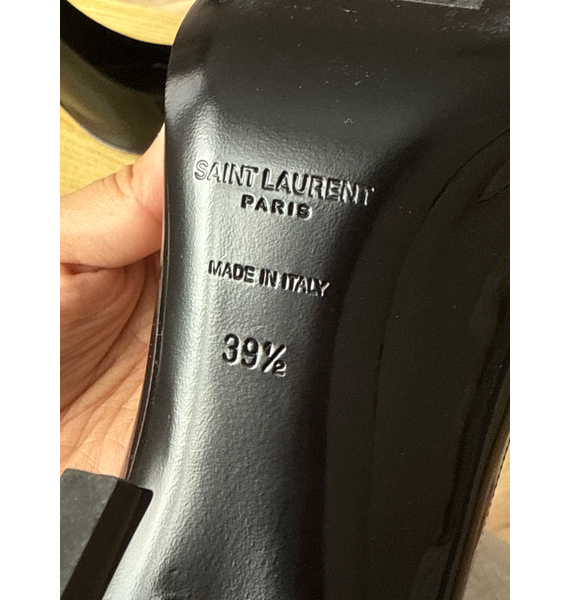 SAINT LAURENT
PARIS
MADE IN ITALY
39½